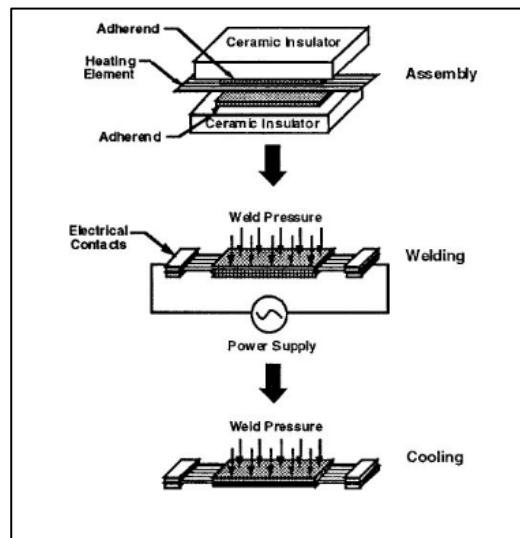 Adherend
Ceramic Insulator
Heating
Element
Assembly
Ceramic Insulator
Adherend
Weld Pressure
Electrical
Contacts
Welding
Power Supply
Weld Pressure
Cooling